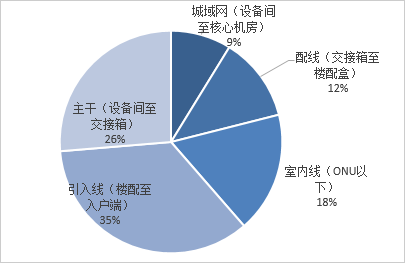 城域网（设备间
至核心机房）
9%
配线（交接箱至
楼配盒）
12%
室内线（ONU以
下）
18%
引入线（楼配至
入户端）
35%
主干（设备间至
交接箱）
26%